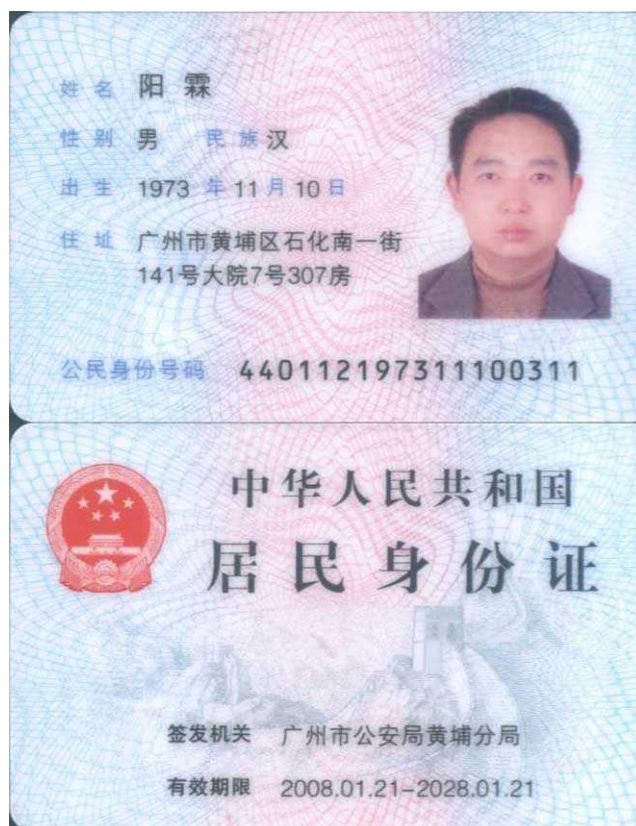 姓名 阳霖
性别 男 民族 汉
出生 1973 年 11 月 10 日
住址 广州市黄埔区石化南一街
141号大院7号307房
公民身份号码 440112197311100311
中华人民共和国
居民身份证
签发机关 广州市公安局黄埔分局
有效期限 2008.01.21-2028.01.21